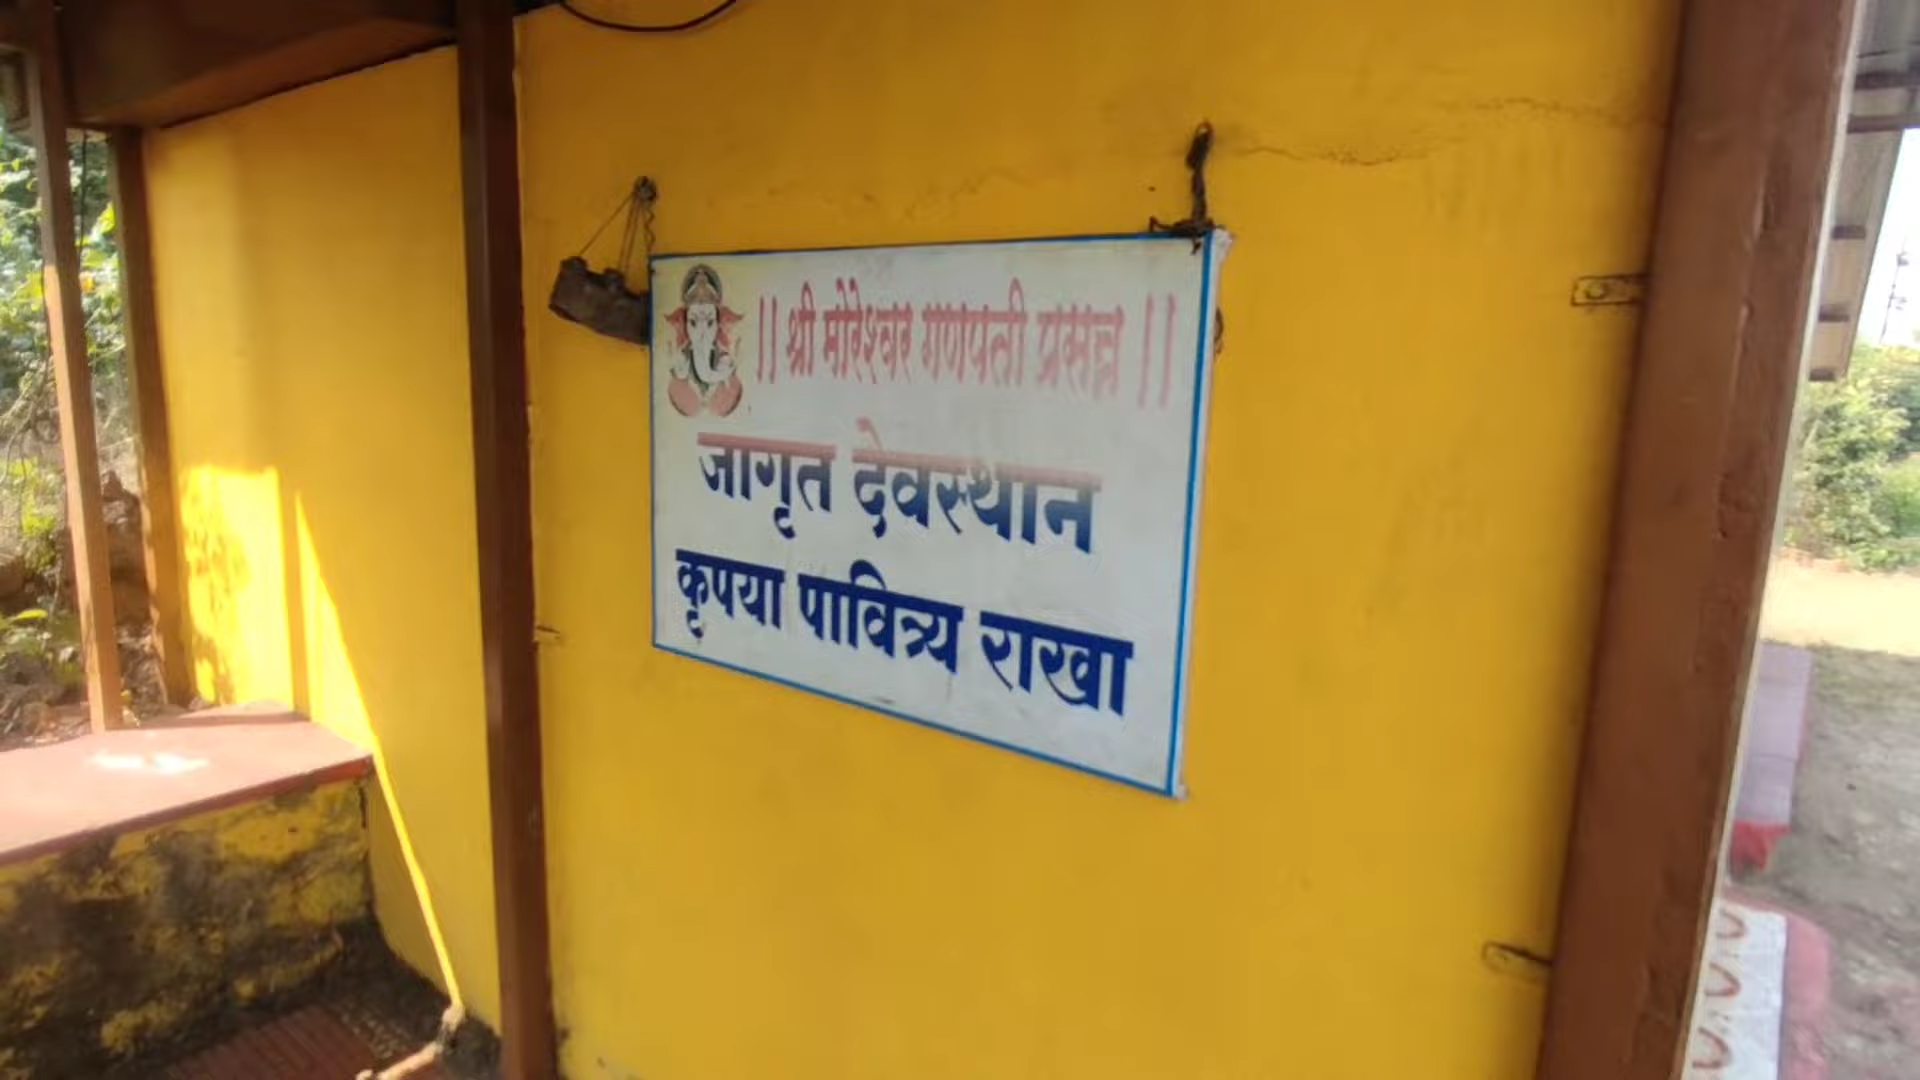 || श्री मोरेश्वर गणपती प्रसन्न ||
जागृत देवस्थान
कृपया पावित्र्य राखा